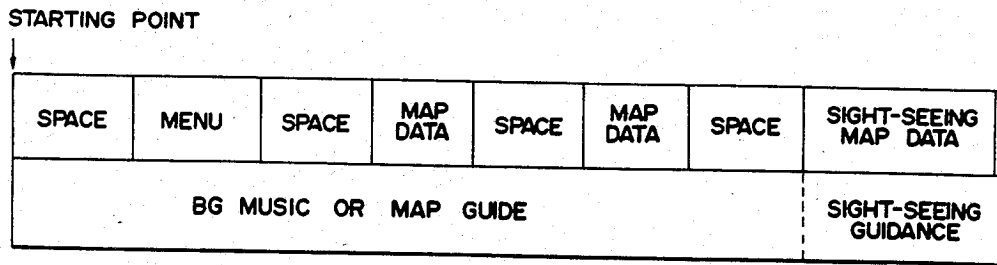 STARTING POINT
SPACE
MENU
SPACE
MAP
DATA
SPACE
MAP
DATA
SPACE
SIGHT-SEEING
MAP DATA
BG MUSIC OR MAP GUIDE
SIGHT-SEEING
GUIDANCE